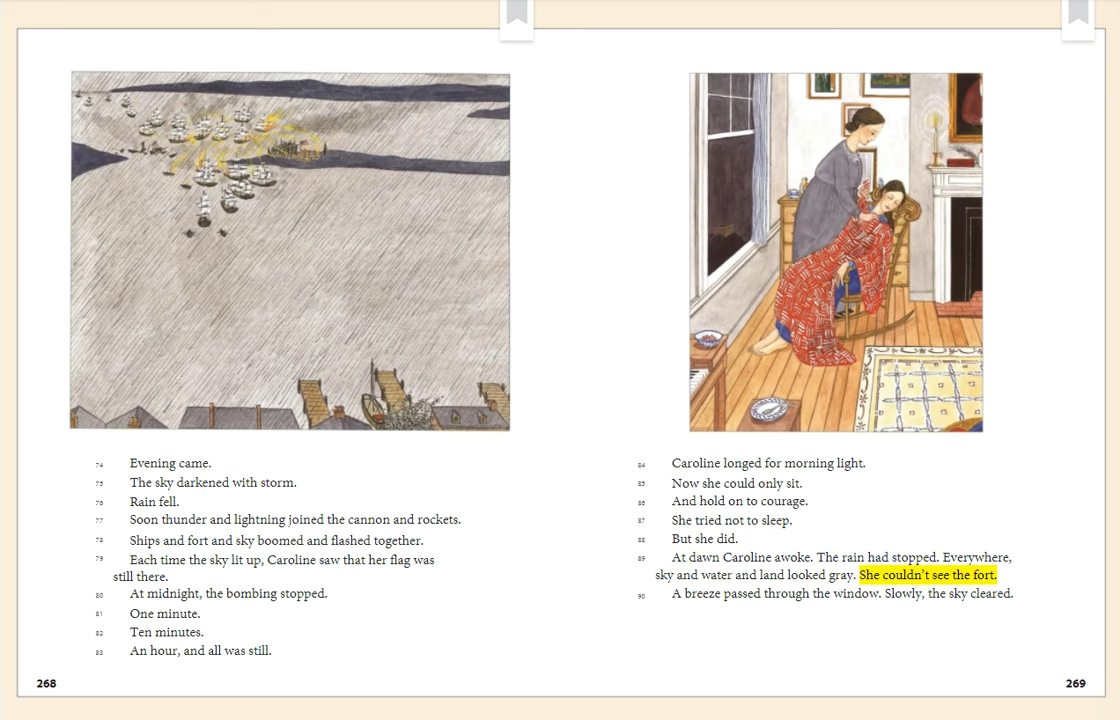 74 Evening came.
75 The sky darkened with storm.
76 Rain fell.
77 Soon thunder and lightning joined the cannon and rockets.
78 Ships and fort and sky boomed and flashed together.
79 Each time the sky lit up, Caroline saw that her flag was
still there.
80 At midnight, the bombing stopped.
81 One minute.
82 Ten minutes.
83 An hour, and all was still.
268
84 Caroline longed for morning light.
85 Now she could only sit.
86 And hold on to courage.
87 She tried not to sleep.
88 But she did.
89 At dawn Caroline awoke. The rain had stopped. Everywhere,
sky and water and land looked gray. She couldn’t see the fort.
90 A breeze passed through the window. Slowly, the sky cleared.
269